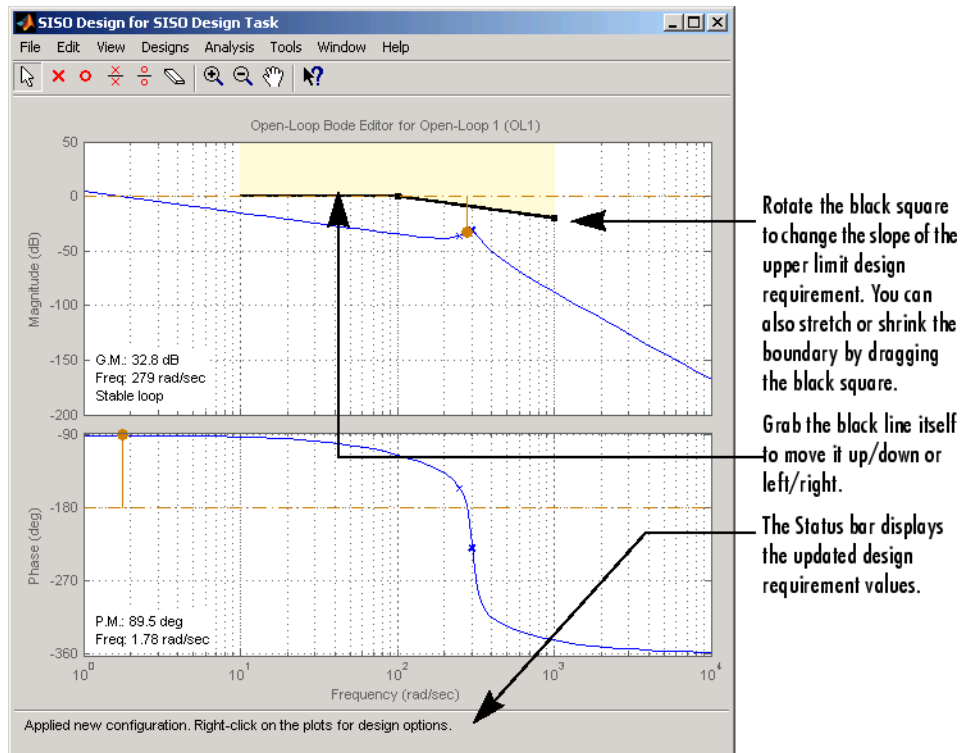 SISO Design for SISO Design Task
File Edit View Designs Analysis Tools Window Help
Open-Loop Bode Editor for Open-Loop 1 (OL1)
50
0
-50
-100
-150
-200
Magnitude (dB)
G.M.: 32.8 dB
Freq: 279 rad/sec
Stable loop
-90
-180
-270
-360
Phase (deg)
P.M.: 89.5 deg
Freq: 1.78 rad/sec
10^0 10^1 10^2 10^3 10^4
Frequency (rad/sec)
Applied new configuration. Right-click on the plots for design options.
Rotate the black square
to change the slope of the
upper limit design
requirement. You can
also stretch or shrink the
boundary by dragging
the black square.
Grab the black line itself
to move it up/down or
left/right.
The Status bar displays
the updated design
requirement values.